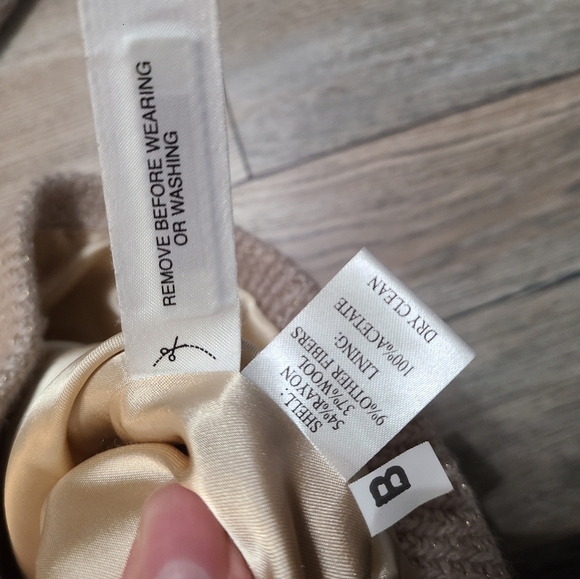 REMOVE BEFORE WEARING
OR WASHING
SHELL:
54%RAYON
37%WOOL
9%OTHER FIBERS
LINING:
100%ACETATE
DRY CLEAN
B